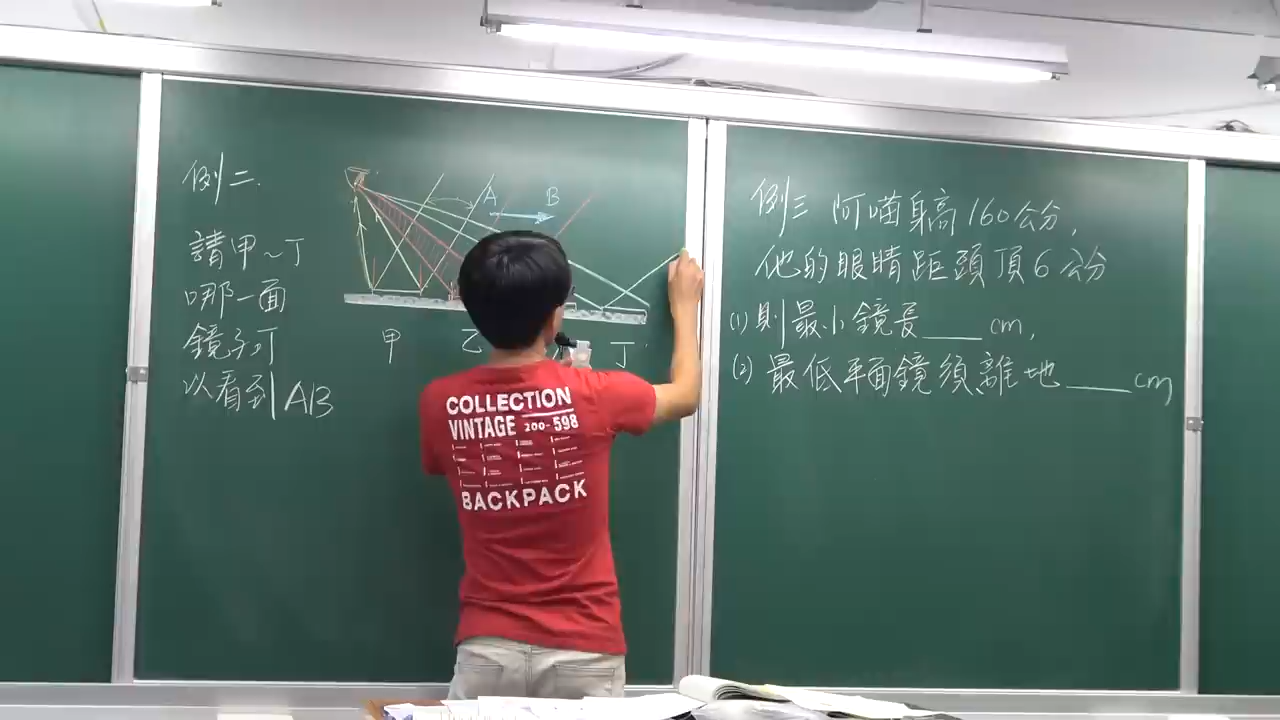 例二.
請甲~丁
哪一面
鏡子可
以看到AB
A B
甲
乙
丁
例三 阿喵身高160公分,
他的眼睛距頭頂6公分
(1) 則最小鏡長___cm,
(2) 最低平面鏡須離地___cm
COLLECTION
VINTAGE 200-598
BACKPACK